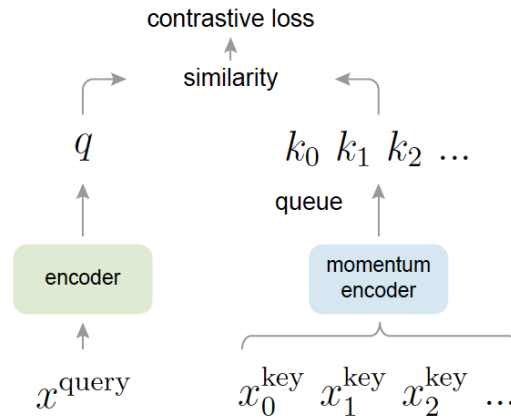 contrastive loss
similarity
q k₀ k₁ k₂ ...
queue
encoder
momentum
encoder
x^query x₀^key x₁^key x₂^key ...